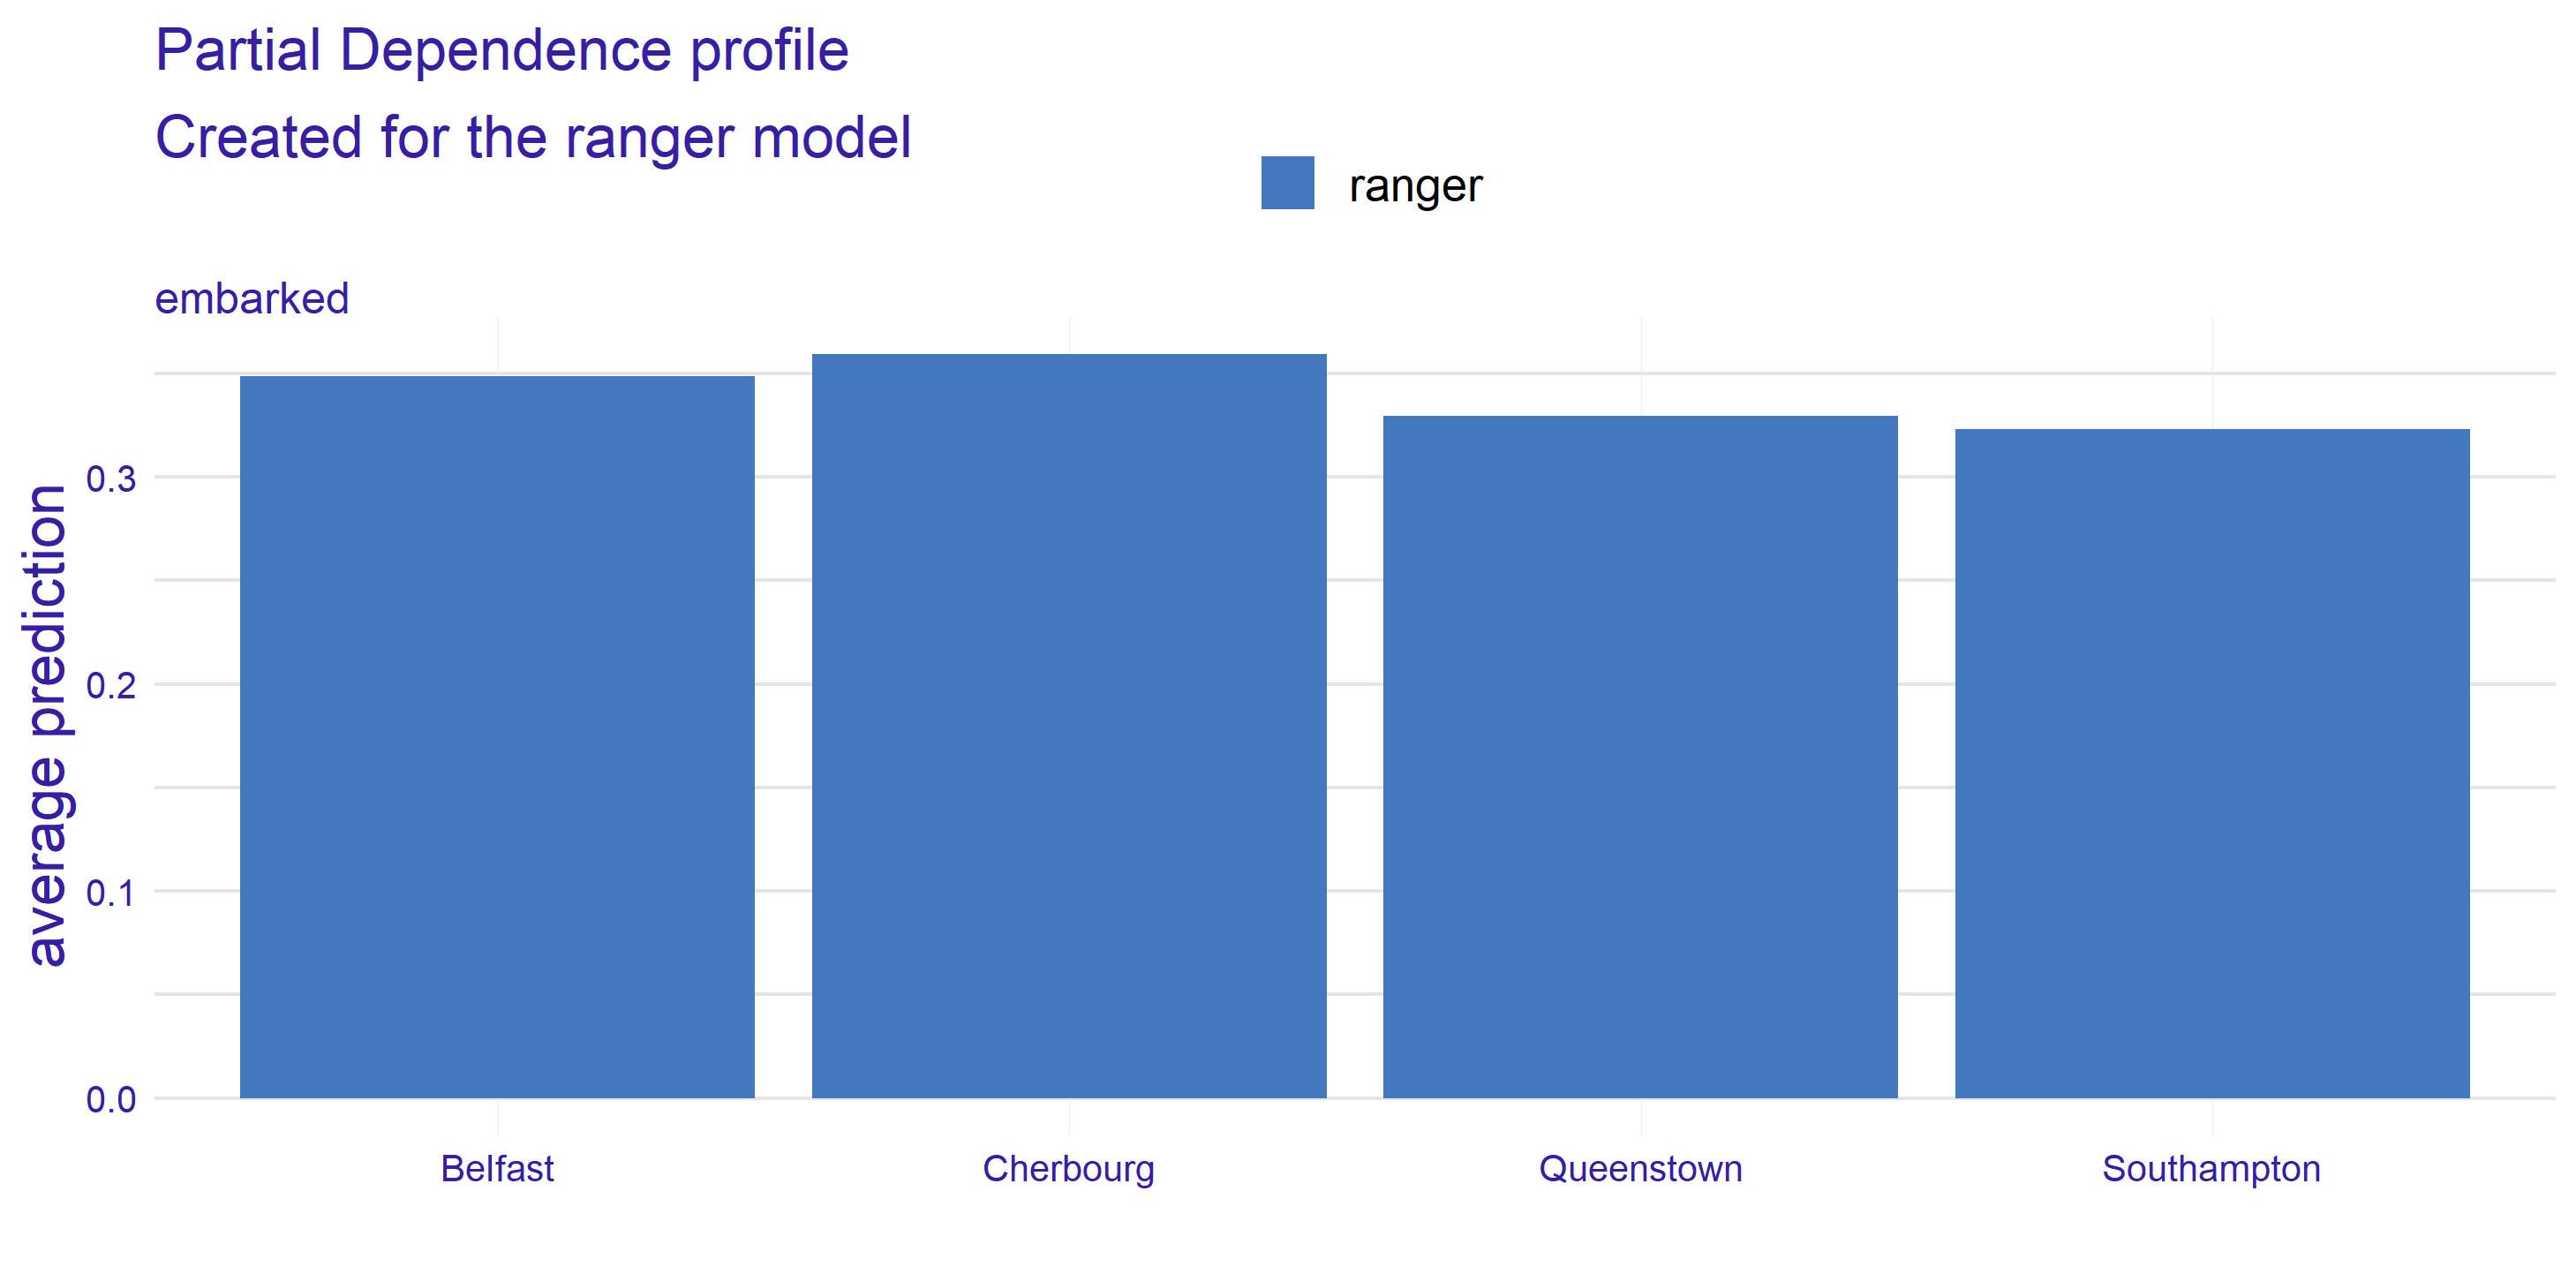 Partial Dependence profile
Created for the ranger model
ranger
embarked
average prediction
0.3
0.2
0.1
0.0
Belfast
Cherbourg
Queenstown
Southampton